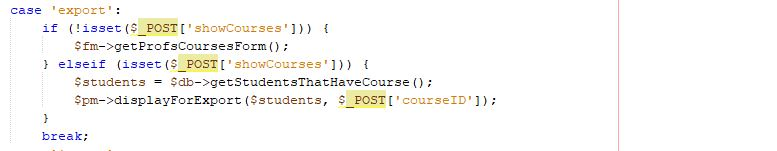 case 'export':
if (!isset($_POST['showCourses'])) {
$fm->getProfsCoursesForm();
} elseif (isset($_POST['showCourses'])) {
$students = $db->getStudentsThatHaveCourse();
$pm->displayForExport($students, $_POST['courseID']);
}
break;